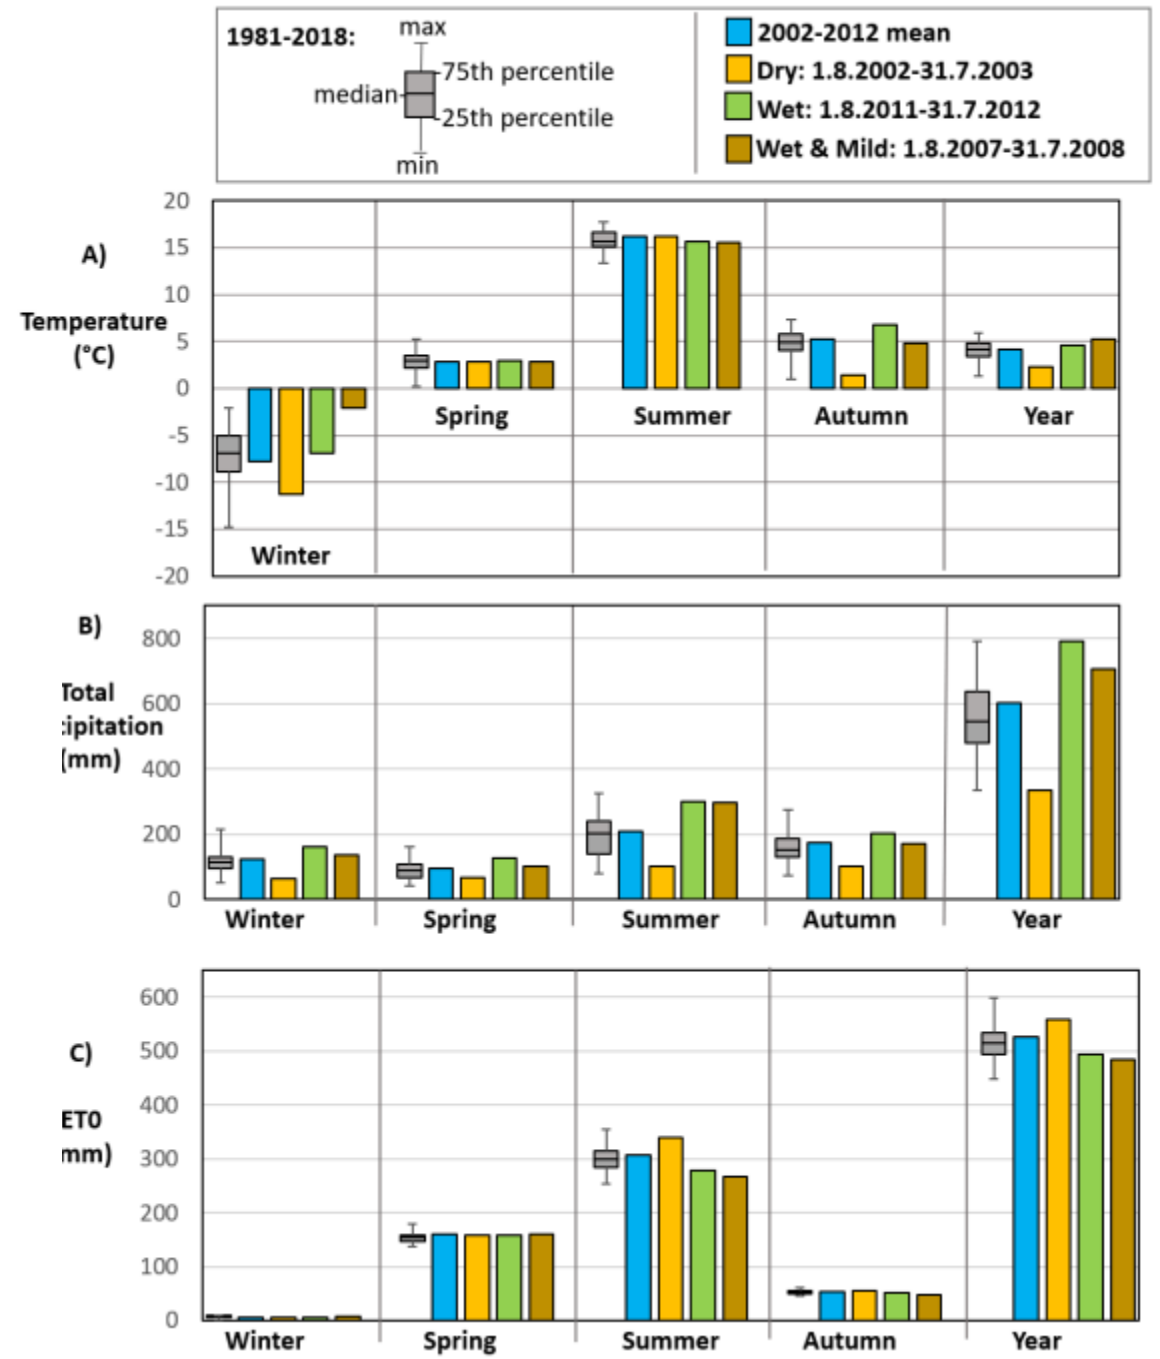 1981-2018:
max
75th percentile
median
25th percentile
min
2002-2012 mean
Dry: 1.8.2002-31.7.2003
Wet: 1.8.2011-31.7.2012
Wet & Mild: 1.8.2007-31.7.2008
A)
Temperature
(°C)
20
15
10
5
0
-5
-10
-15
-20
Winter
Spring
Summer
Autumn
Year
B)
Total
cipitation
(mm)
800
600
400
200
0
Winter
Spring
Summer
Autumn
Year
C)
ET0
mm)
600
500
400
300
200
100
0
Winter
Spring
Summer
Autumn
Year